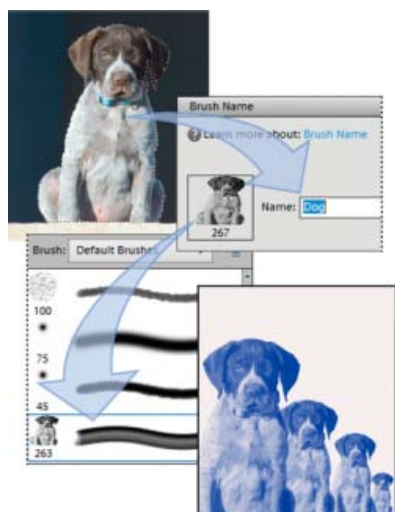 Brush Name
Learn more about: Brush Name
Name: Dog
267
Brush: Default Brushes
100
75
45
263